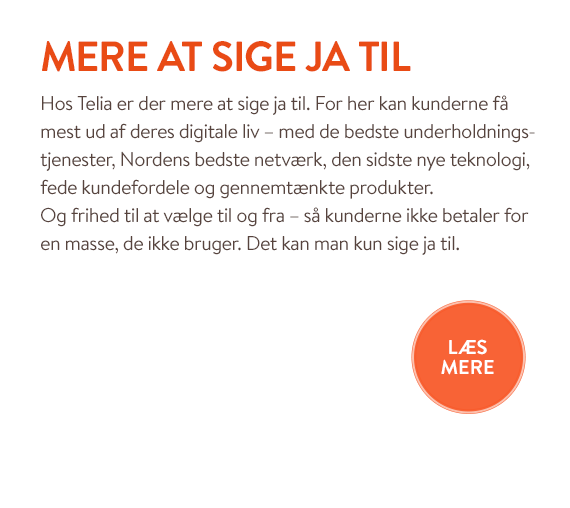 MERE AT SIGE JA TIL
Hos Telia er der mere at sige ja til. For her kan kunderne få
mest ud af deres digitale liv – med de bedste underholdnings-
tjenester, Nordens bedste netværk, den sidste nye teknologi,
fede kundefordele og gennemtænkte produkter.
Og frihed til at vælge til og fra – så kunderne ikke betaler for
en masse, de ikke bruger. Det kan man kun sige ja til.
LÆS
MERE